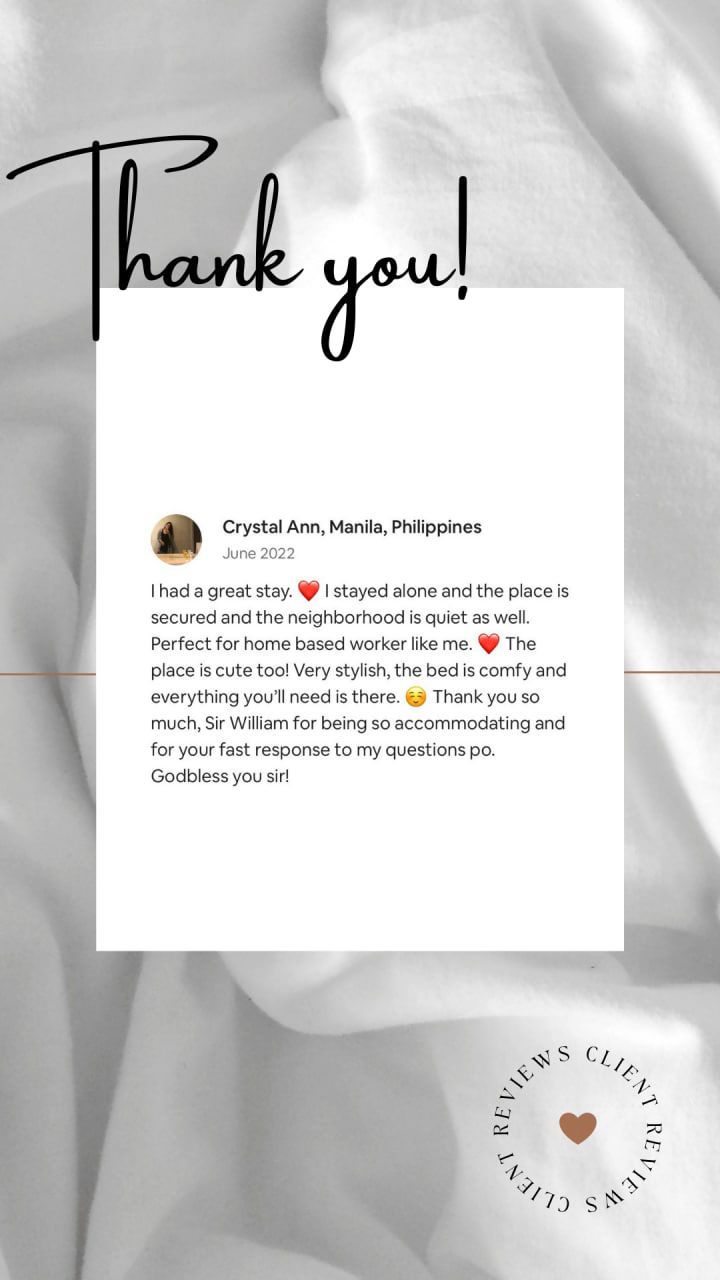 Thank you!
Crystal Ann, Manila, Philippines
June 2022
I had a great stay. ❤️ I stayed alone and the place is
secured and the neighborhood is quiet as well.
Perfect for home based worker like me. ❤️ The
place is cute too! Very stylish, the bed is comfy and
everything you’ll need is there. ☺️ Thank you so
much, Sir William for being so accommodating and
for your fast response to my questions po.
Godbless you sir!
CLIENT REVIEWS CLIENT REVIEWS